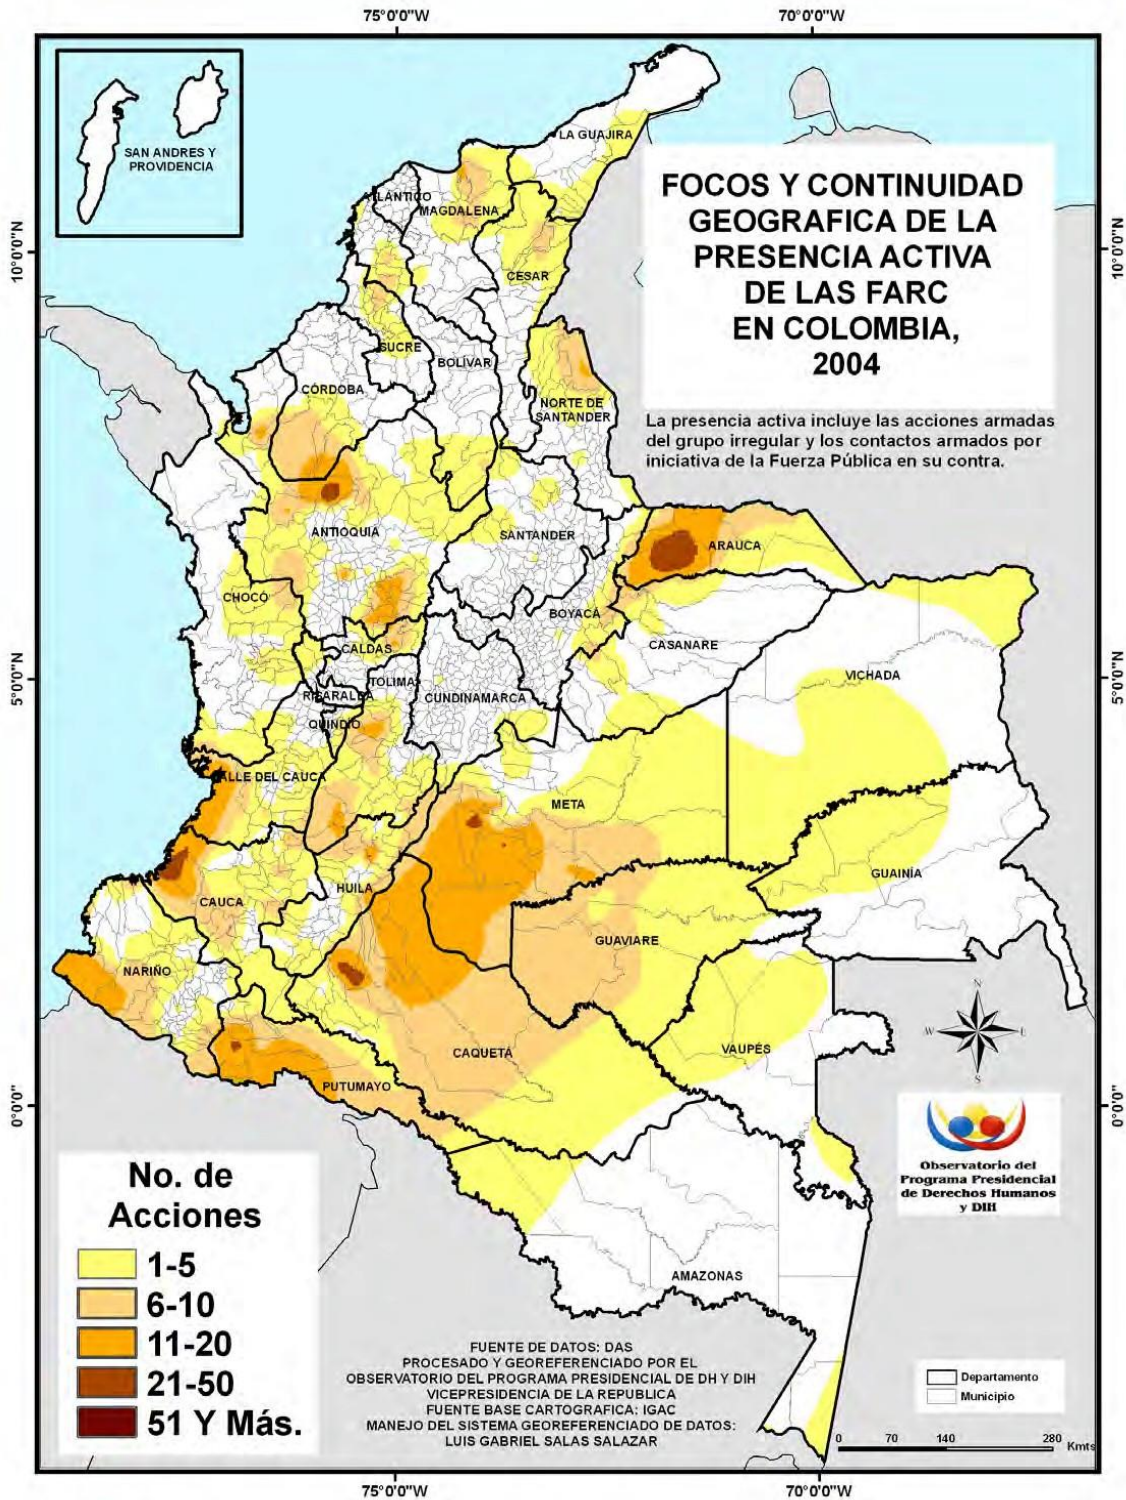 75°0'0"W
70°0'0"W
SAN ANDRES Y
PROVIDENCIA
FOCOS Y CONTINUIDAD
GEOGRAFICA DE LA
PRESENCIA ACTIVA
DE LAS FARC
EN COLOMBIA,
2004
La presencia activa incluye las acciones armadas
del grupo irregular y los contactos armados por
iniciativa de la Fuerza Pública en su contra.
10°0'0"N
10°0'0"N
5°0'0"N
5°0'0"N
0°0'0"
0°0'0"
LA GUAJIRA
ATLANTICO
MAGDALENA
CESAR
SUCRE
BOLÍVAR
CÓRDOBA
NORTE DE
SANTANDER
ANTIOQUIA
SANTANDER
ARAUCA
CHOCÓ
BOYACÁ
CALDAS
CASANARE
TOLIMA
RISARALDA
CUNDINAMARCA
VICHADA
QUINDÍO
ALLE DEL CAUCA
META
HUILA
GUAINÍA
CAUCA
GUAVIARE
NARIÑO
VAUPÉS
CAQUETÁ
PUTUMAYO
AMAZONAS
N
W
E
S
Observatorio del
Programa Presidencial
de Derechos Humanos
y DIH
No. de
Acciones
1-5
6-10
11-20
21-50
51 Y Más.
FUENTE DE DATOS: DAS
PROCESADO Y GEOREFERENCIADO POR EL
OBSERVATORIO DEL PROGRAMA PRESIDENCIAL DE DH Y DIH
VICEPRESIDENCIA DE LA REPUBLICA
FUENTE BASE CARTOGRAFICA: IGAC
MANEJO DEL SISTEMA GEOREFERENCIADO DE DATOS:
LUIS GABRIEL SALAS SALAZAR
Departamento
Municipio
0 70 140 280
Kmts
75°0'0"W
70°0'0"W